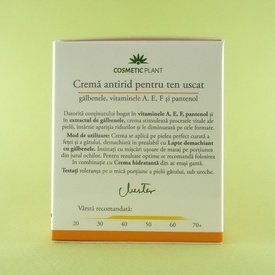 COSMETIC PLANT
Cremă antirid pentru ten uscat
gălbenele, vitaminele A, E, F și pantenol
Datorită conținutului bogat în vitaminele A, E, F, pantenol și
în extractul de gălbenele, crema stimulează procesele vitale ale
pielii, întârzie apariția ridurilor și le diminuează pe cele formate.
Mod de utilizare: Crema se aplică pe pielea perfect curată a
feței și a gâtului, demachiată în prealabil cu Lapte demachiant
cu gălbenele. Insistați cu mișcări ușoare de masaj pe porțiunea
din jurul ochilor. Pentru rezultate optime se recomandă folosirea
în combinație cu Crema hidratantă din ac. gamă.
Testați toleranța pe o mică porțiune a pielii gâtului, sub ureche.
Vârstă recomandată:
20 30 40 50 60 70+